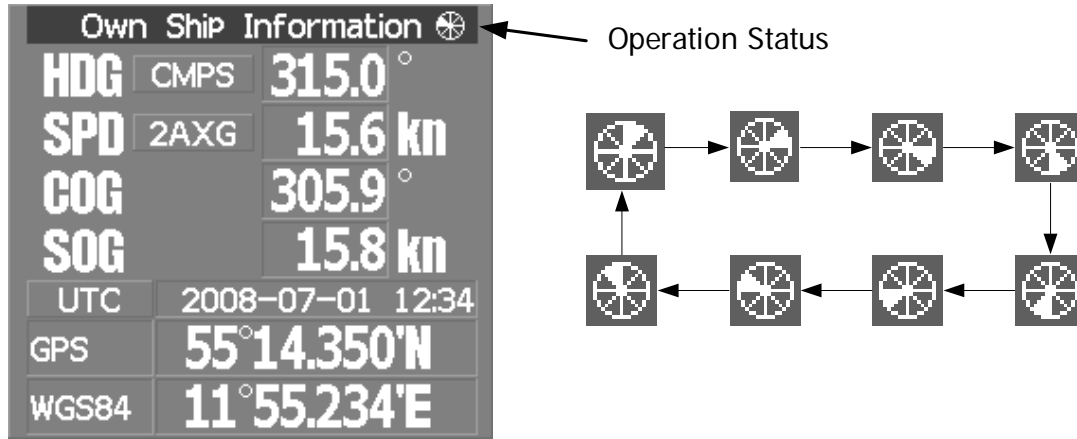 Own Ship Information
Operation Status
HDG CMPS 315.0 °
SPD 2AXG 15.6 kn
COG 305.9 °
SOG 15.8 kn
UTC 2008-07-01 12:34
GPS 55°14.350'N
WGS84 11°55.234'E